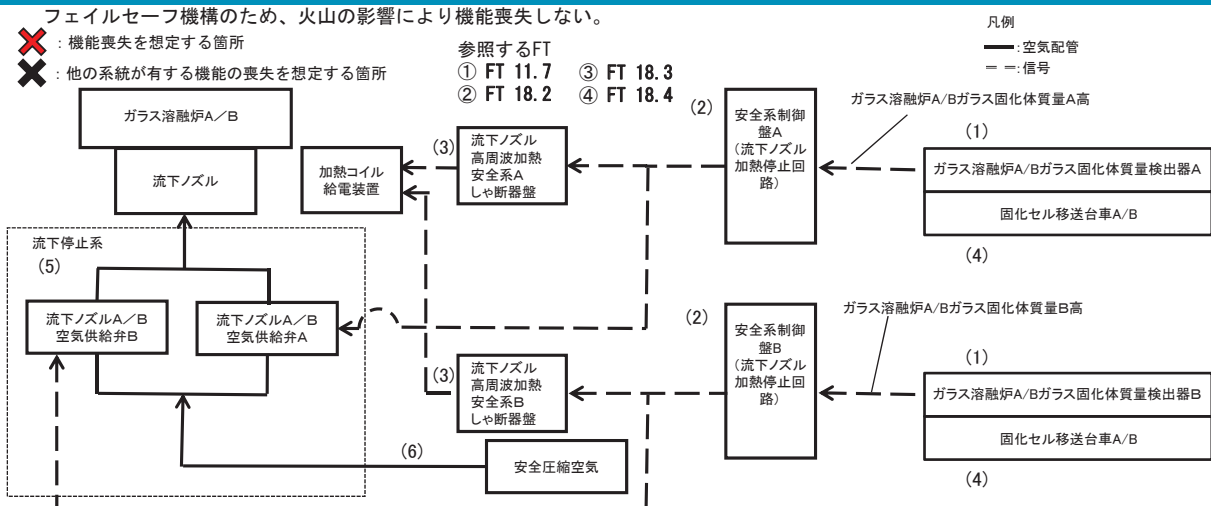 フェイルセーフ機構のため、火山の影響により機能喪失しない。
：機能喪失を想定する箇所
：他の系統が有する機能の喪失を想定する箇所
参照するFT
① FT 11.7 ③ FT 18.3
② FT 18.2 ④ FT 18.4
凡例
:空気配管
:信号
ガラス溶融炉A／B
流下ノズル
加熱コイル
給電装置
(3)
流下ノズル
高周波加熱
安全系A
しゃ断器盤
(2)
安全系制御
盤A
(流下ノズル
加熱停止回
路)
ガラス溶融炉A/Bガラス固化体質量A高
(1)
ガラス溶融炉A/Bガラス固化体質量検出器A
固化セル移送台車A/B
(4)
流下停止系
(5)
流下ノズルA／B
空気供給弁B
流下ノズルA／B
空気供給弁A
(3)
流下ノズル
高周波加熱
安全系B
しゃ断器盤
(2)
安全系制御
盤B
(流下ノズル
加熱停止回
路)
ガラス溶融炉A/Bガラス固化体質量B高
(1)
ガラス溶融炉A/Bガラス固化体質量検出器B
固化セル移送台車A/B
(4)
(6)
安全圧縮空気